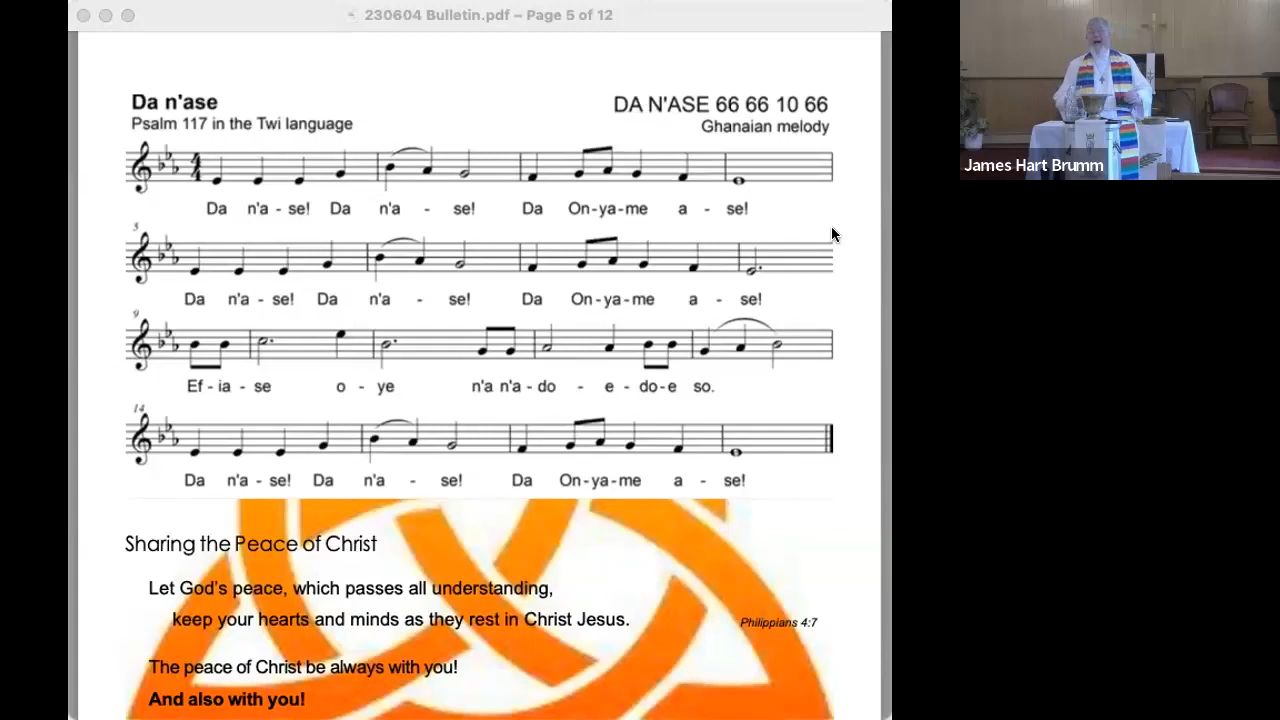 230604 Bulletin.pdf – Page 5 of 12
Da n'ase
DA N'ASE 66 66 10 66
Psalm 117 in the Twi language
Ghanaian melody
Da n'a - se! Da n'a - se! Da On-ya-me a - se!
5
Da n'a - se! Da n'a - se! Da On-ya-me a - se!
9
Ef - ia - se o - ye n'a n'a - do - e - do-e so.
14
Da n'a - se! Da n'a - se! Da On-ya-me a - se!
Sharing the Peace of Christ
Let God's peace, which passes all understanding,
keep your hearts and minds as they rest in Christ Jesus.
Philippians 4:7
The peace of Christ be always with you!
And also with you!
James Hart Brumm